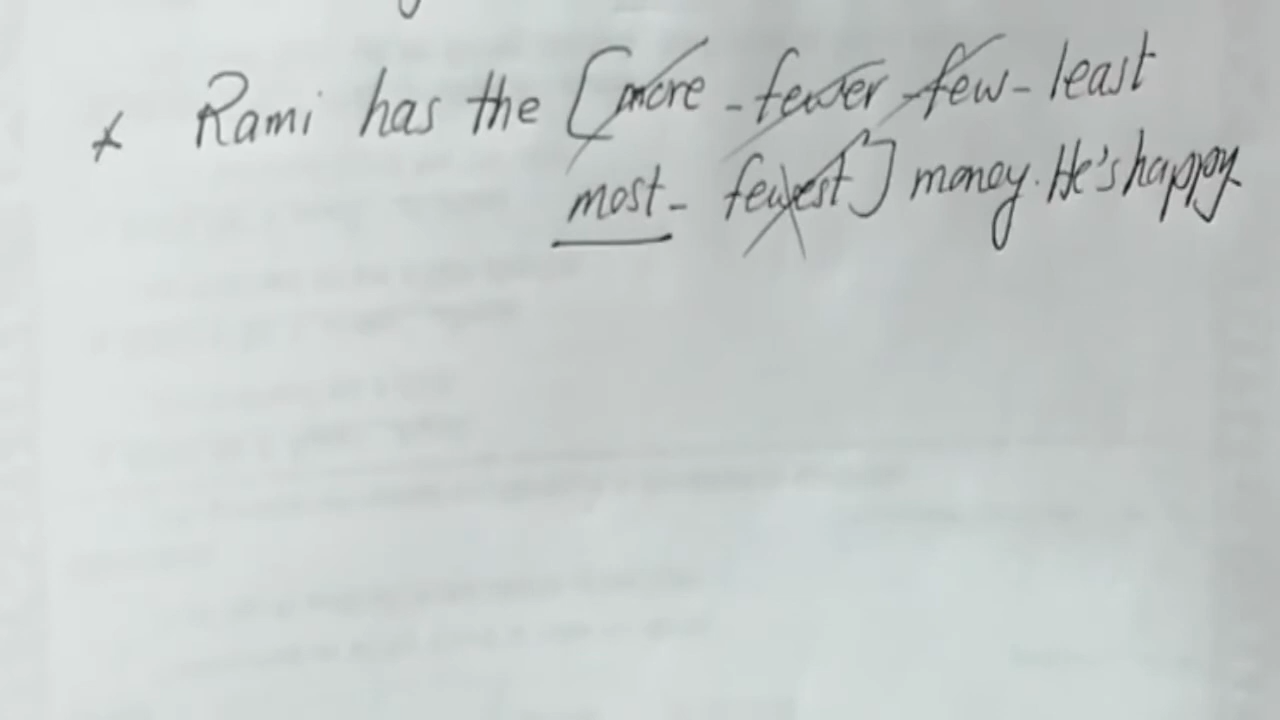 * Rami has the [more - fewer - few - least
most - fewest] money. He's happy.